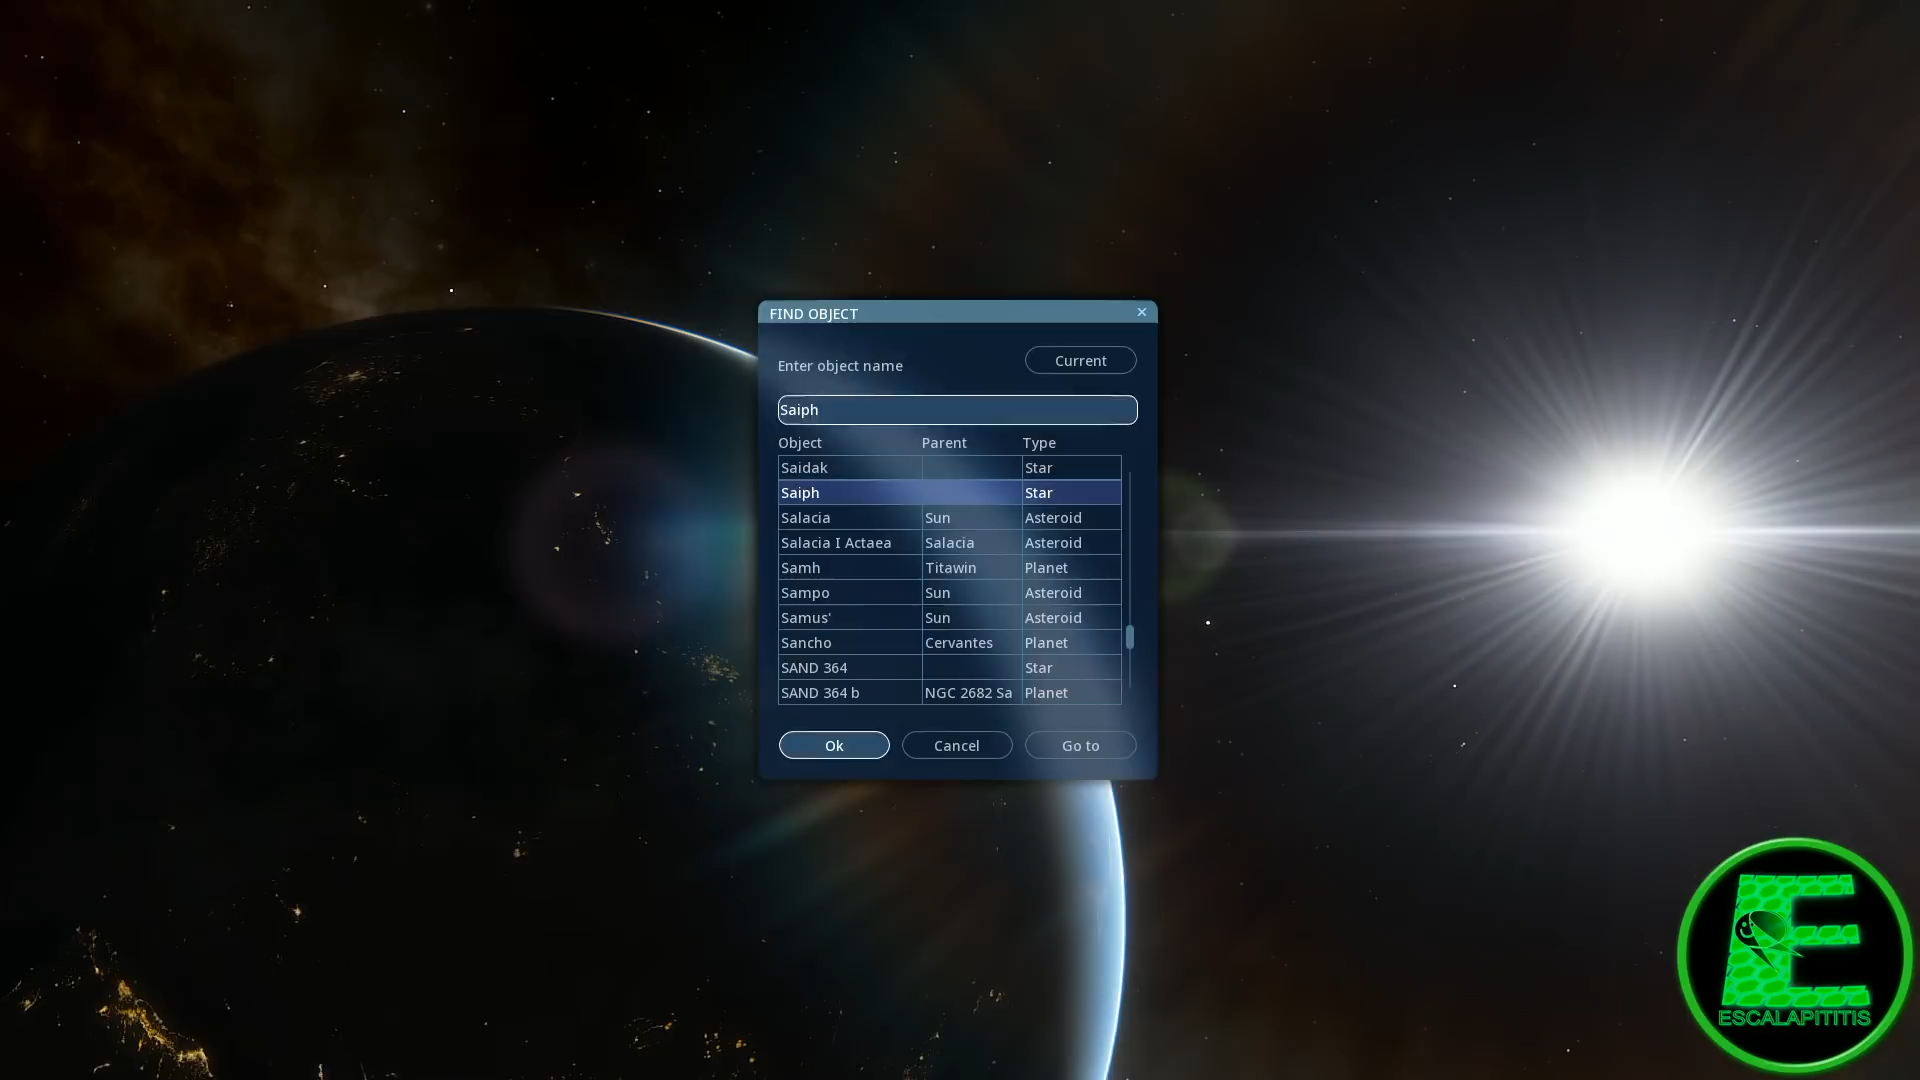 FIND OBJECT
Enter object name
Current
Saiph
Object Parent Type
Saidak Star
Saiph Star
Salacia Sun Asteroid
Salacia I Actaea Salacia Asteroid
Samh Titawin Planet
Sampo Sun Asteroid
Samus' Sun Asteroid
Sancho Cervantes Planet
SAND 364 Star
SAND 364 b NGC 2682 Sa Planet
Ok Cancel Go to
E
ESCALAPITITIS